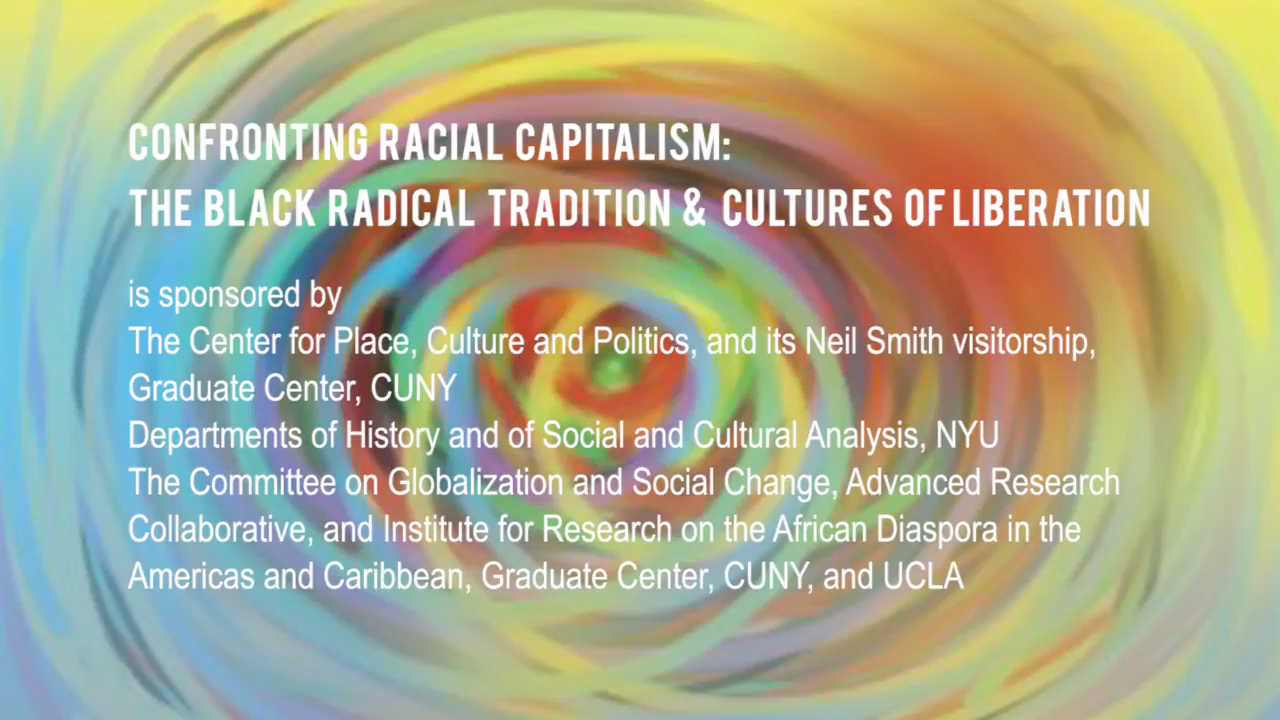 CONFRONTING RACIAL CAPITALISM:
THE BLACK RADICAL TRADITION & CULTURES OF LIBERATION
is sponsored by
The Center for Place, Culture and Politics, and its Neil Smith visitorship,
Graduate Center, CUNY
Departments of History and of Social and Cultural Analysis, NYU
The Committee on Globalization and Social Change, Advanced Research
Collaborative, and Institute for Research on the African Diaspora in the
Americas and Caribbean, Graduate Center, CUNY, and UCLA